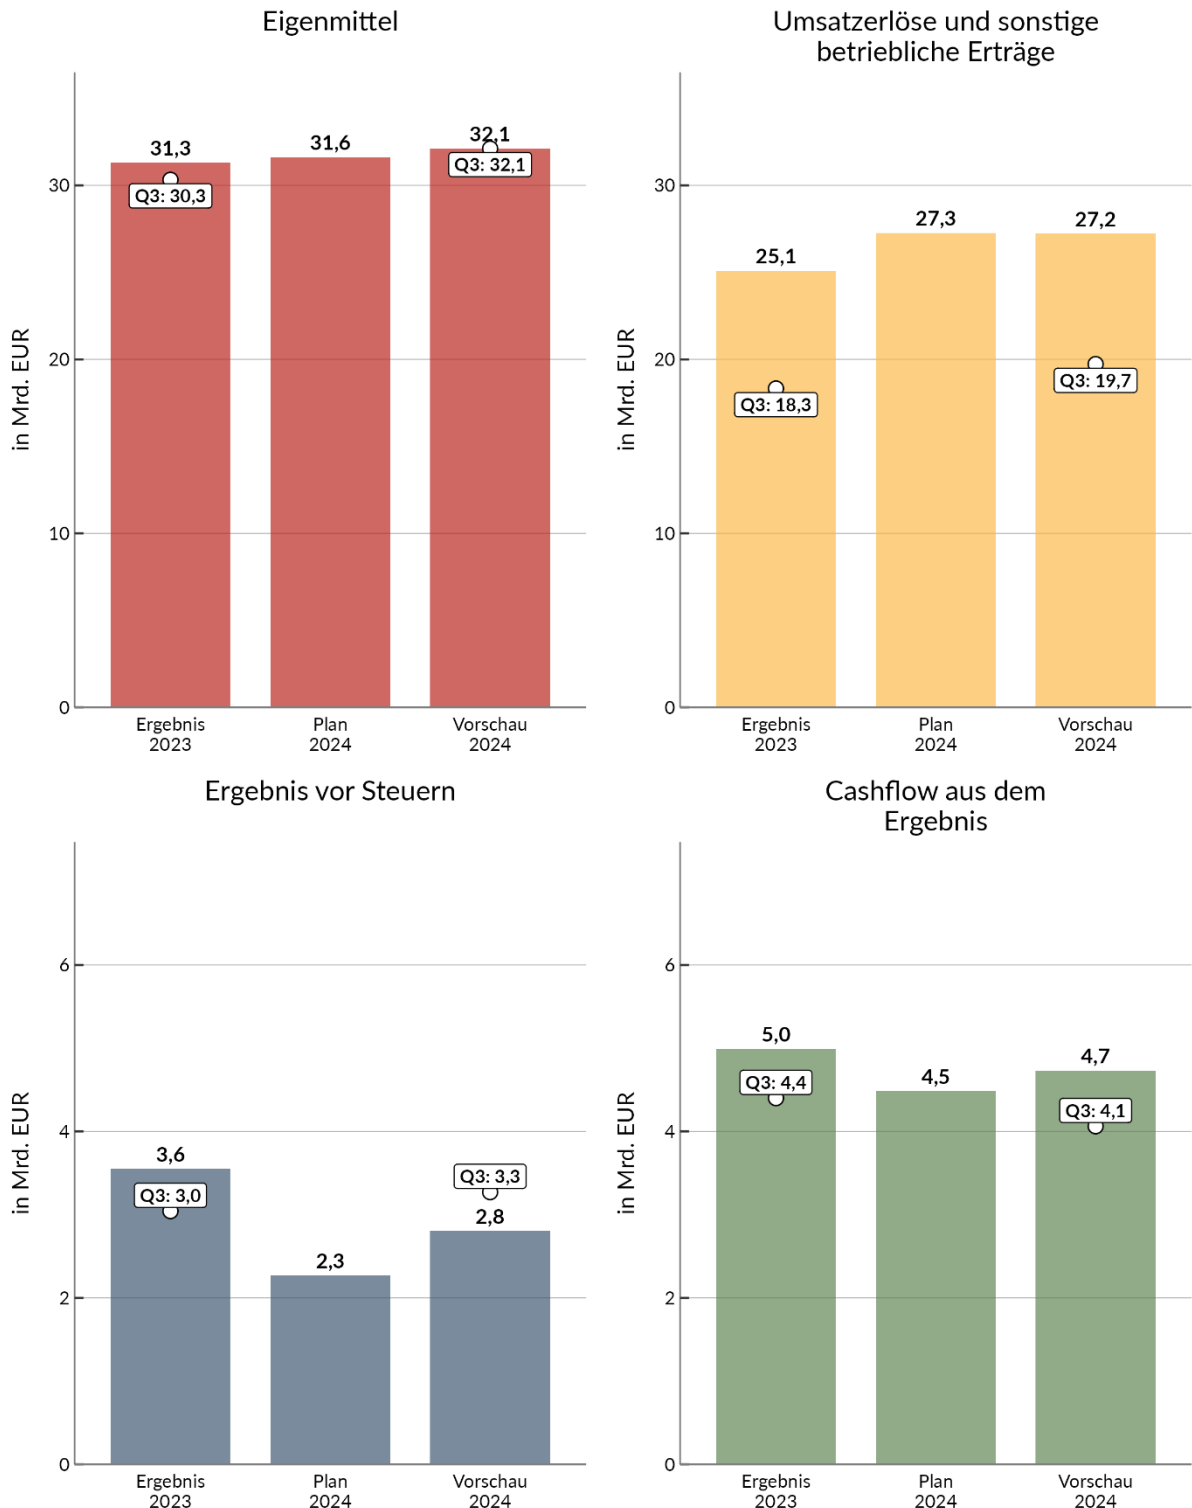 Eigenmittel
in Mrd. EUR
30
20
10
0
31,3
Q3: 30,3
31,6
32,1
Q3: 32,1
Ergebnis
2023
Plan
2024
Vorschau
2024
Umsatzerlöse und sonstige
betriebliche Erträge
in Mrd. EUR
30
20
10
0
25,1
Q3: 18,3
27,3
27,2
Q3: 19,7
Ergebnis
2023
Plan
2024
Vorschau
2024
Ergebnis vor Steuern
in Mrd. EUR
6
4
2
0
3,6
Q3: 3,0
2,3
Q3: 3,3
2,8
Ergebnis
2023
Plan
2024
Vorschau
2024
Cashflow aus dem
Ergebnis
in Mrd. EUR
6
4
2
0
5,0
Q3: 4,4
4,5
4,7
Q3: 4,1
Ergebnis
2023
Plan
2024
Vorschau
2024